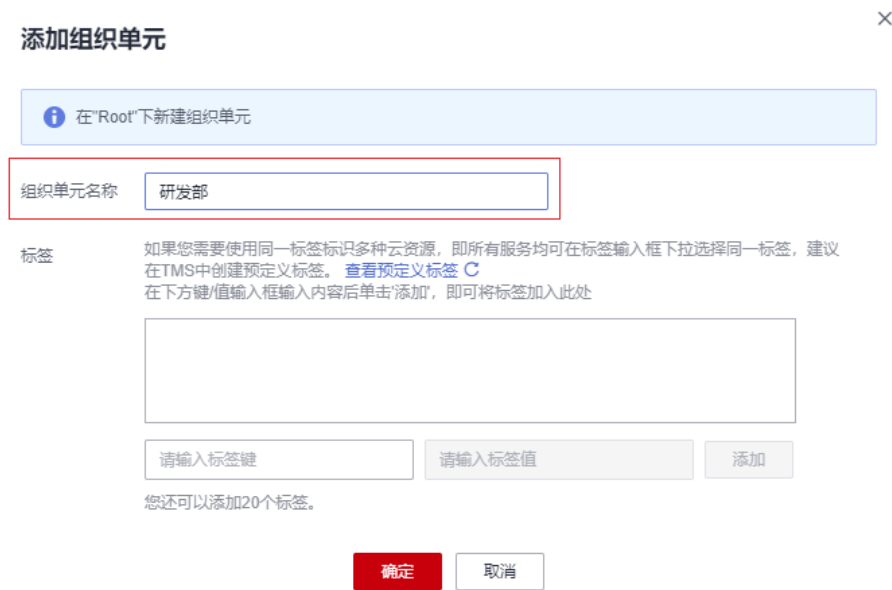 添加组织单元
在"Root"下新建组织单元
组织单元名称
研发部
标签
如果您需要使用同一标签标识多种云资源，即所有服务均可在标签输入框下拉选择同一标签，建议
在TMS中创建预定义标签。 查看预定义标签
在下方键/值输入框输入内容后单击'添加'，即可将标签加入此处
请输入标签键
请输入标签值
添加
您还可以添加20个标签。
确定
取消